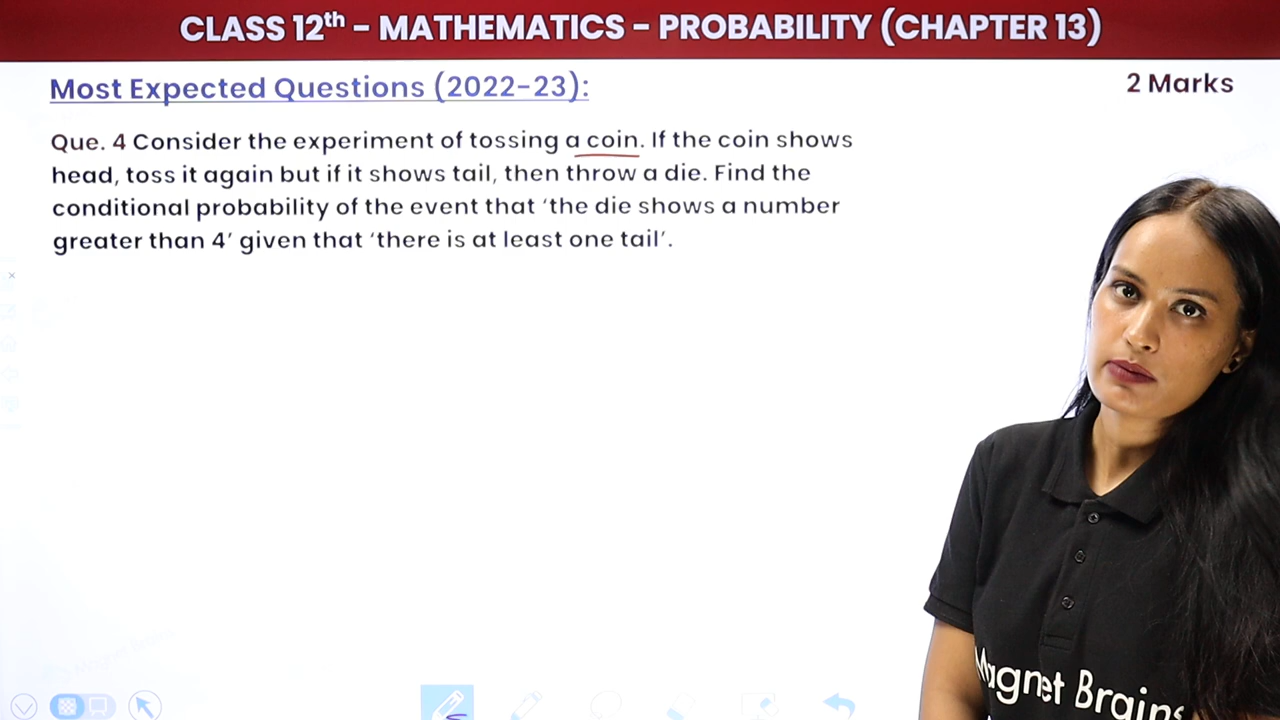 CLASS 12th – MATHEMATICS – PROBABILITY (CHAPTER 13)
Most Expected Questions (2022-23):
2 Marks
Que. 4 Consider the experiment of tossing a coin. If the coin shows
head, toss it again but if it shows tail, then throw a die. Find the
conditional probability of the event that ‘the die shows a number
greater than 4’ given that ‘there is at least one tail’.
Magnet Brains
Magnet Brains